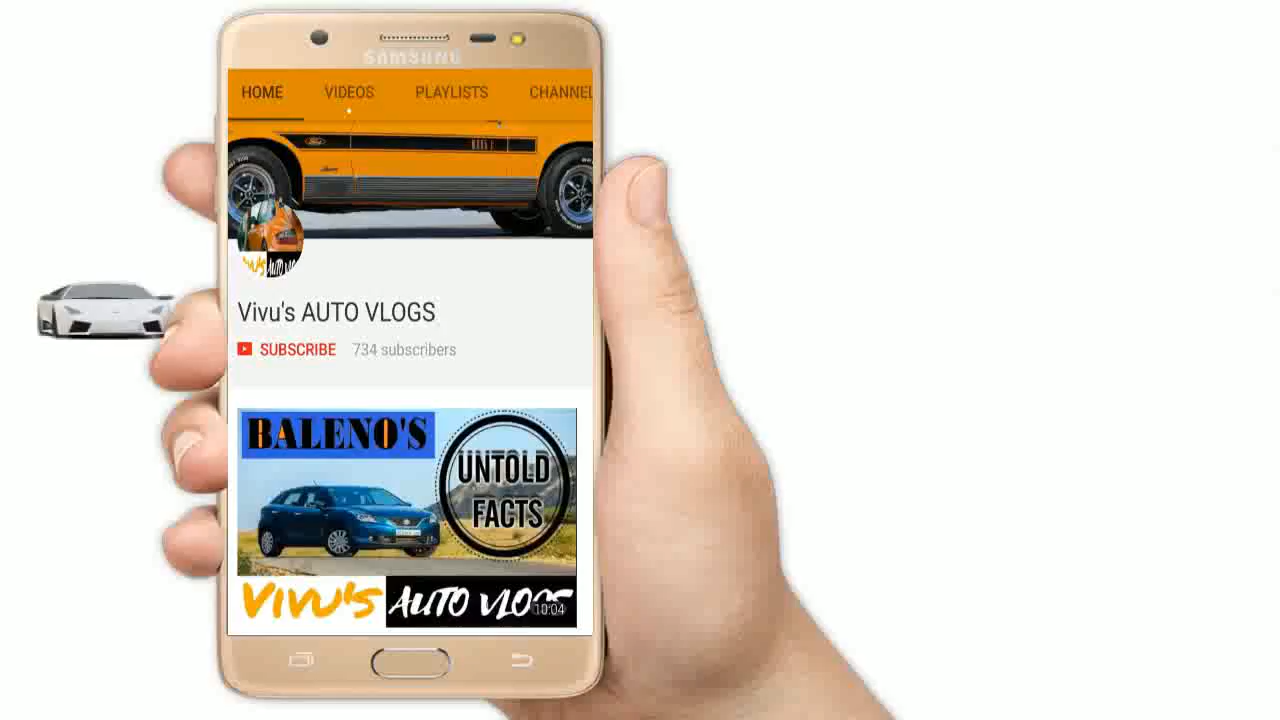 SAMSUNG
HOME VIDEOS PLAYLISTS CHANNEL
Ford
Vivu's AUTO VLOGS
SUBSCRIBE 734 subscribers
BALENO'S
UNTOLD
FACTS
VIVU'S AUTO VLOGS
10:04